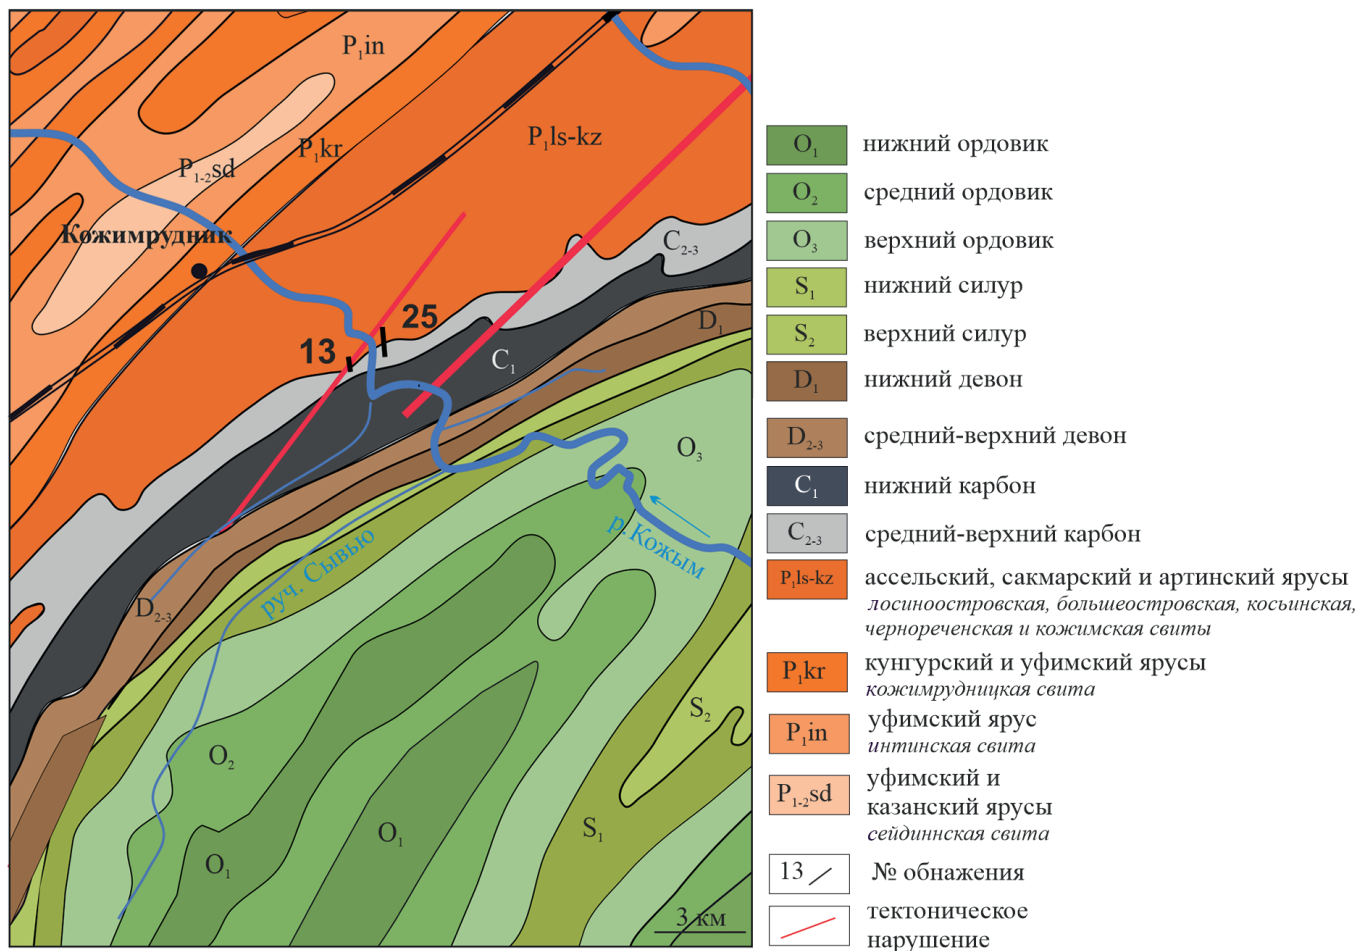 P₁in
P₁kr
P₁₋₂sd
P₁ls-kz
Кожимрудник
C₂₋₃
25
13
D₁
C₁
O₃
р. Кожым
руч. Сывью
D₂₋₃
S₂
O₂
S₁
O₁
O₁
3 км
O₁ нижний ордовик
O₂ средний ордовик
O₃ верхний ордовик
S₁ нижний силур
S₂ верхний силур
D₁ нижний девон
D₂₋₃ средний-верхний девон
C₁ нижний карбон
C₂₋₃ средний-верхний карбон
P₁ls-kz ассельский, сакмарский и артинский ярусы
лосиноостровская, большеостровская, косьинская,
чернореченская и кожимская свиты
P₁kr кунгурский и уфимский ярусы
кожимрудницкая свита
P₁in уфимский ярус
интинская свита
P₁₋₂sd уфимский и
казанский ярусы
сейдиннская свита
13 № обнажения
тектоническое
нарушение